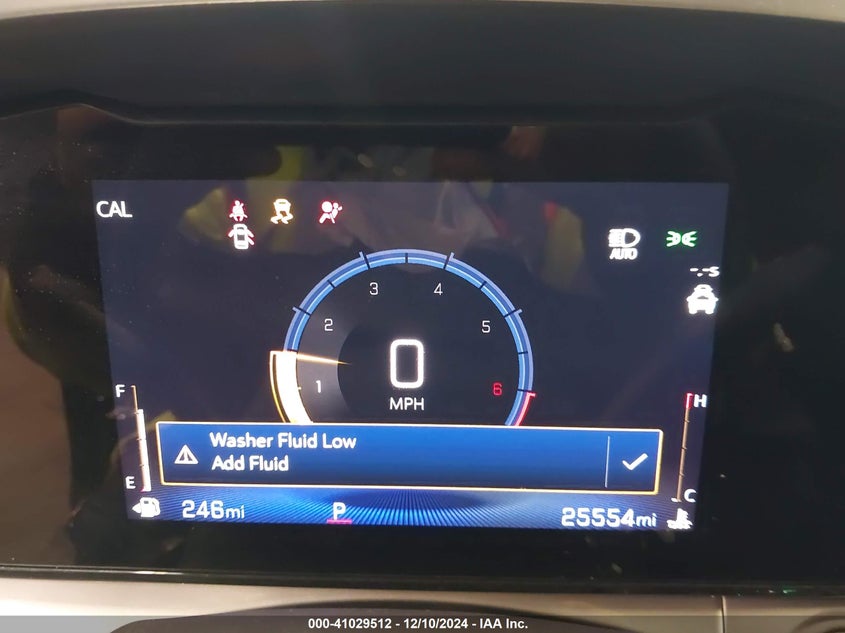 CAL
AUTO
-.-s
3 4
2 5
1 0 6
MPH
F H
Washer Fluid Low
Add Fluid
E C
246mi P 25554mi
000-41029512 - 12/10/2024 - IAA Inc.